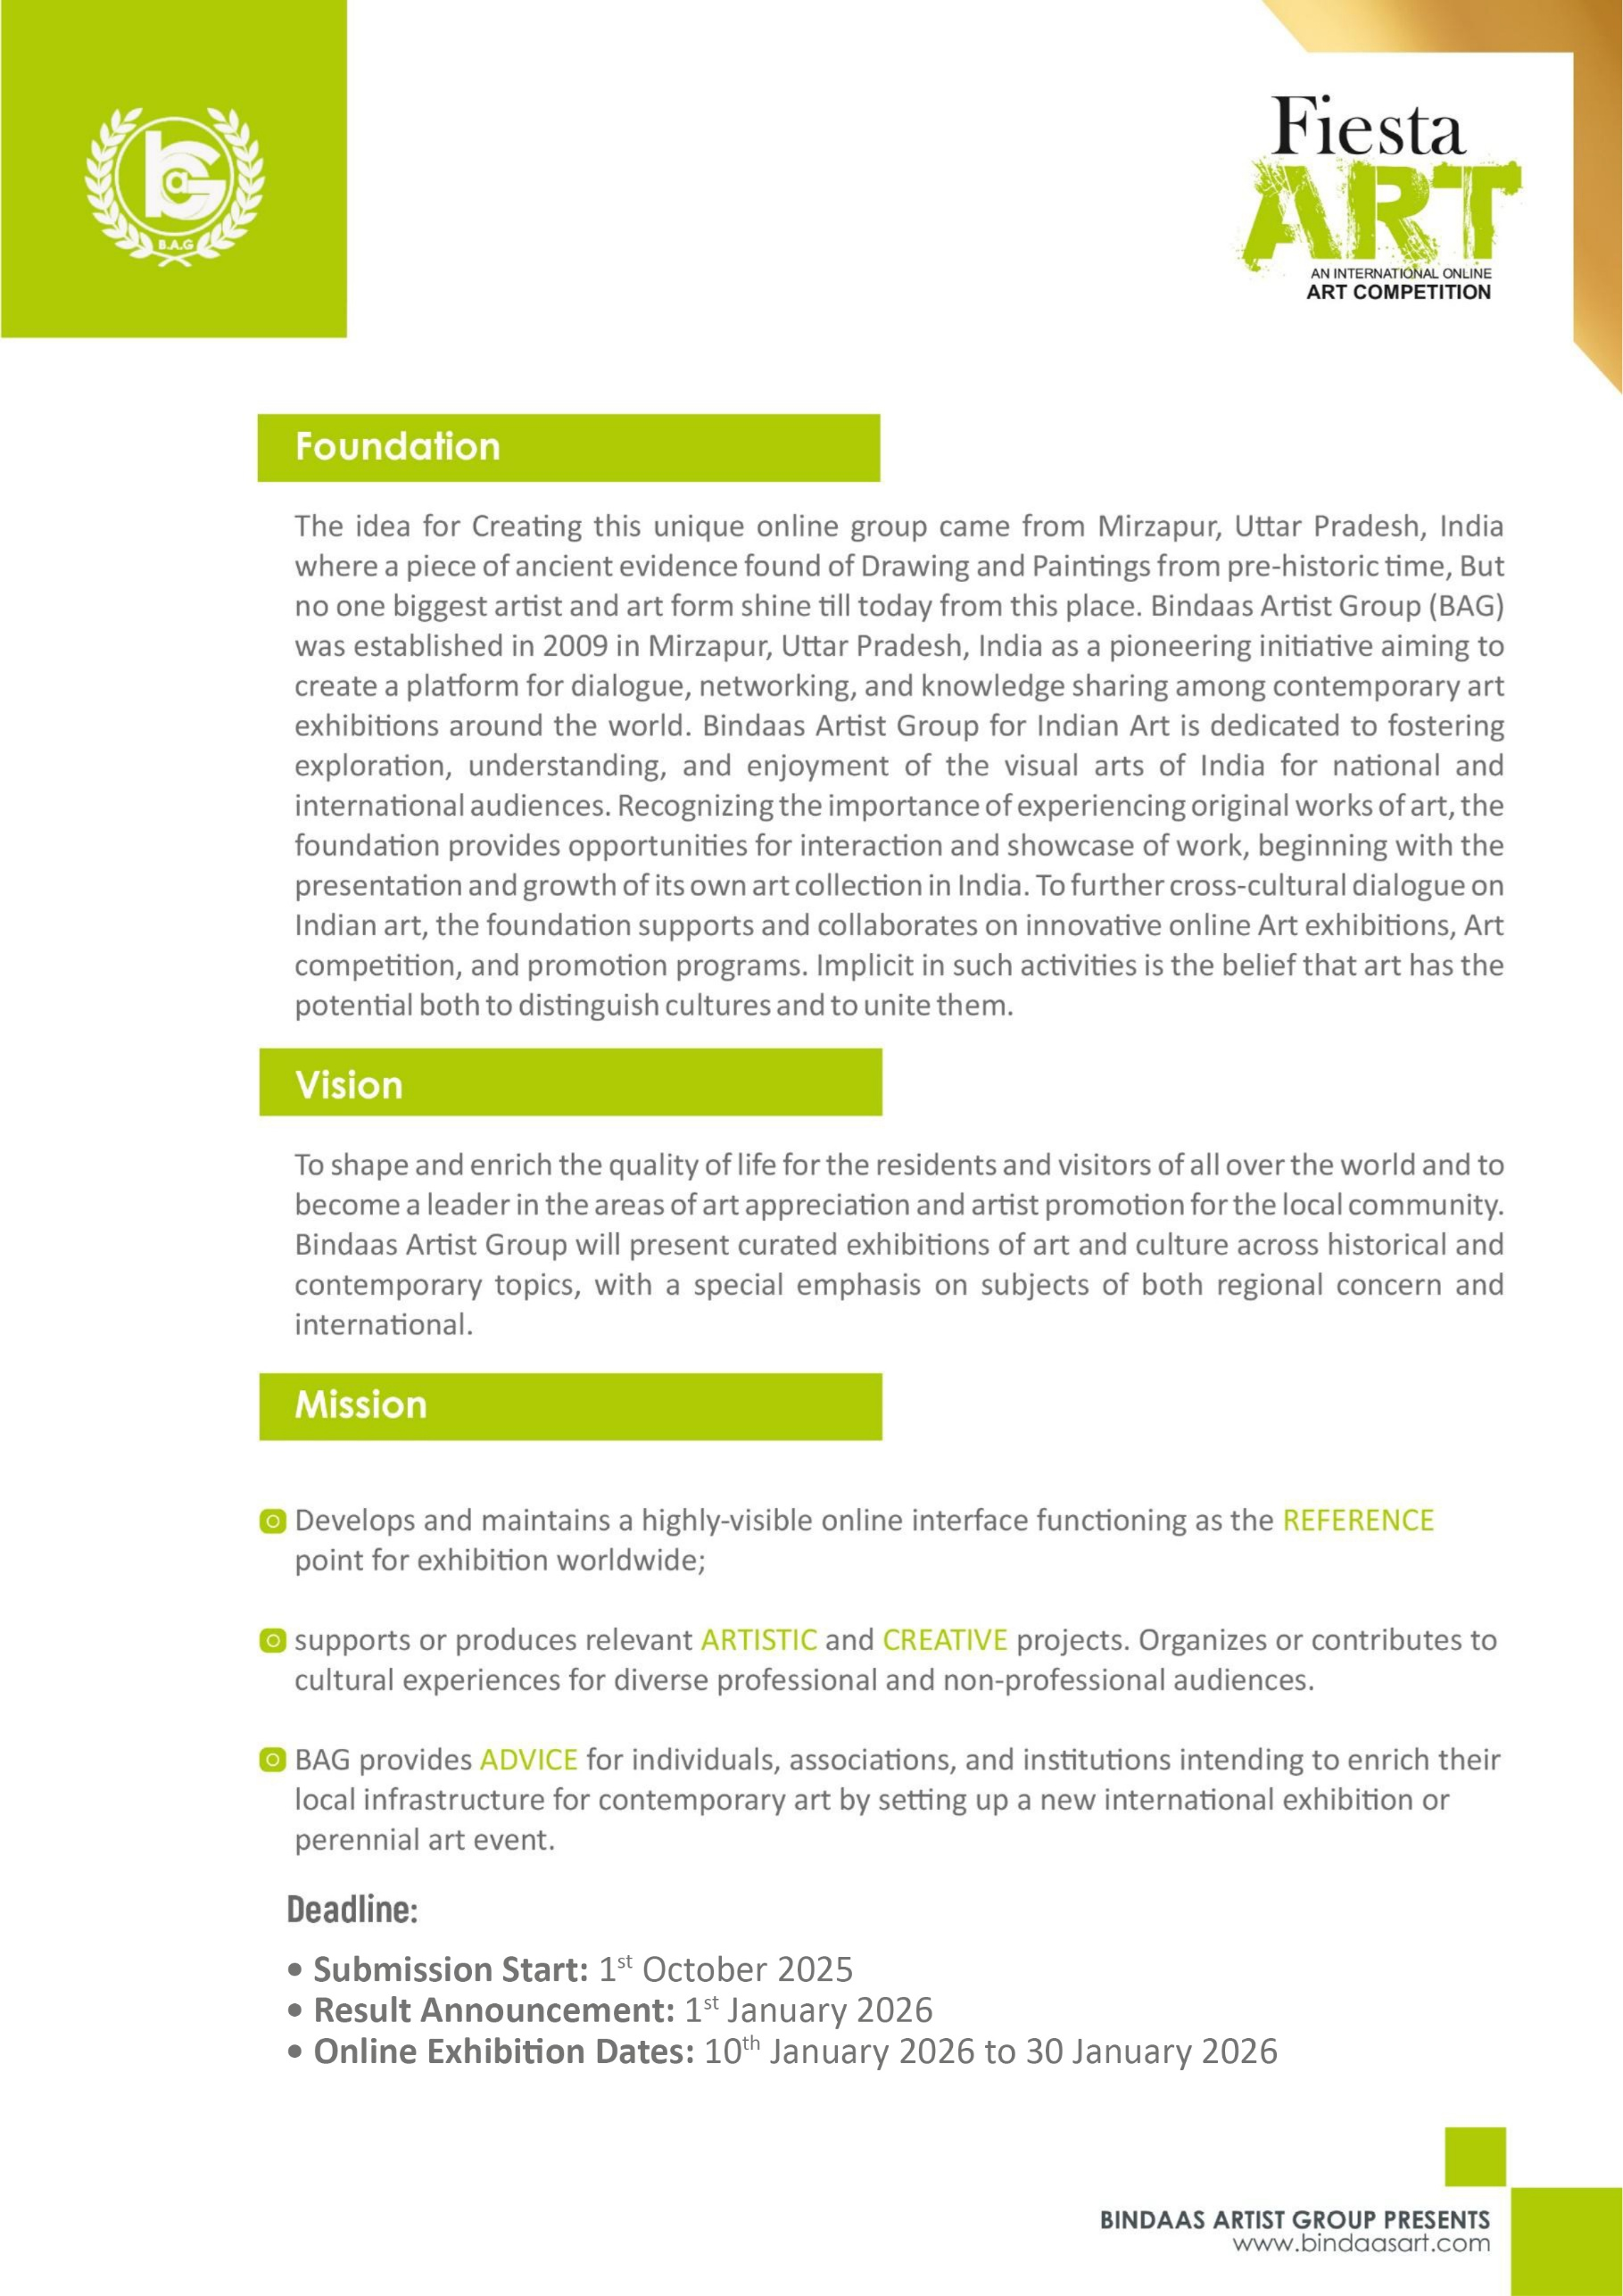 B.A.G
Fiesta
ART
AN INTERNATIONAL ONLINE
ART COMPETITION
Foundation
The idea for Creating this unique online group came from Mirzapur, Uttar Pradesh, India
where a piece of ancient evidence found of Drawing and Paintings from pre-historic time, But
no one biggest artist and art form shine till today from this place. Bindaas Artist Group (BAG)
was established in 2009 in Mirzapur, Uttar Pradesh, India as a pioneering initiative aiming to
create a platform for dialogue, networking, and knowledge sharing among contemporary art
exhibitions around the world. Bindaas Artist Group for Indian Art is dedicated to fostering
exploration, understanding, and enjoyment of the visual arts of India for national and
international audiences. Recognizing the importance of experiencing original works of art, the
foundation provides opportunities for interaction and showcase of work, beginning with the
presentation and growth of its own art collection in India. To further cross-cultural dialogue on
Indian art, the foundation supports and collaborates on innovative online Art exhibitions, Art
competition, and promotion programs. Implicit in such activities is the belief that art has the
potential both to distinguish cultures and to unite them.
Vision
To shape and enrich the quality of life for the residents and visitors of all over the world and to
become a leader in the areas of art appreciation and artist promotion for the local community.
Bindaas Artist Group will present curated exhibitions of art and culture across historical and
contemporary topics, with a special emphasis on subjects of both regional concern and
international.
Mission
Develops and maintains a highly-visible online interface functioning as the REFERENCE
point for exhibition worldwide;
supports or produces relevant ARTISTIC and CREATIVE projects. Organizes or contributes to
cultural experiences for diverse professional and non-professional audiences.
BAG provides ADVICE for individuals, associations, and institutions intending to enrich their
local infrastructure for contemporary art by setting up a new international exhibition or
perennial art event.
Deadline:
• Submission Start: 1st October 2025
• Result Announcement: 1st January 2026
• Online Exhibition Dates: 10th January 2026 to 30 January 2026
BINDAAS ARTIST GROUP PRESENTS
www.bindaasart.com